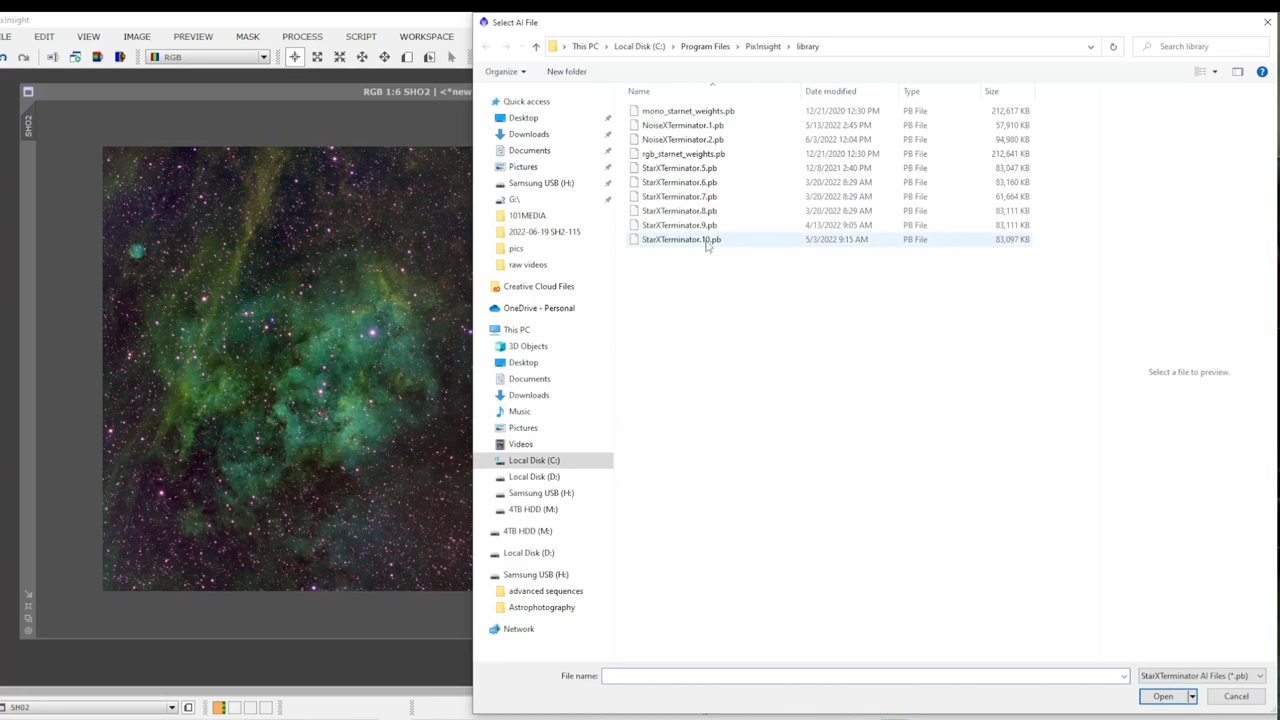 xInsight
LE EDIT VIEW IMAGE PREVIEW MASK PROCESS SCRIPT WORKSPACE
RGB
RGB 1:6 SHO2 | <*new
SHO2
SHO2
Select AI File
This PC > Local Disk (C:) > Program Files > PixInsight > library
Search library
Organize New folder
Name Date modified Type Size
mono_starnet_weights.pb 12/21/2020 12:30 PM PB File 212,617 KB
NoiseXTerminator.1.pb 5/13/2022 2:45 PM PB File 57,910 KB
NoiseXTerminator.2.pb 6/3/2022 12:04 PM PB File 94,980 KB
rgb_starnet_weights.pb 12/21/2020 12:30 PM PB File 212,641 KB
StarXTerminator.5.pb 12/8/2021 2:40 PM PB File 83,047 KB
StarXTerminator.6.pb 3/20/2022 8:29 AM PB File 83,160 KB
StarXTerminator.7.pb 3/20/2022 8:29 AM PB File 61,664 KB
StarXTerminator.8.pb 3/20/2022 8:29 AM PB File 83,111 KB
StarXTerminator.9.pb 4/13/2022 9:05 AM PB File 83,111 KB
StarXTerminator.10.pb 5/3/2022 9:15 AM PB File 83,097 KB
Quick access
Desktop
Downloads
Documents
Pictures
Samsung USB (H:)
G:\
101MEDIA
2022-06-19 SH2-115
pics
raw videos
Creative Cloud Files
OneDrive - Personal
This PC
3D Objects
Desktop
Documents
Downloads
Music
Pictures
Videos
Local Disk (C:)
Local Disk (D:)
Samsung USB (H:)
4TB HDD (M:)
4TB HDD (M:)
Local Disk (D:)
Samsung USB (H:)
advanced sequences
Astrophotography
Network
Select a file to preview.
File name:
StarXTerminator AI Files (*.pb)
Open Cancel